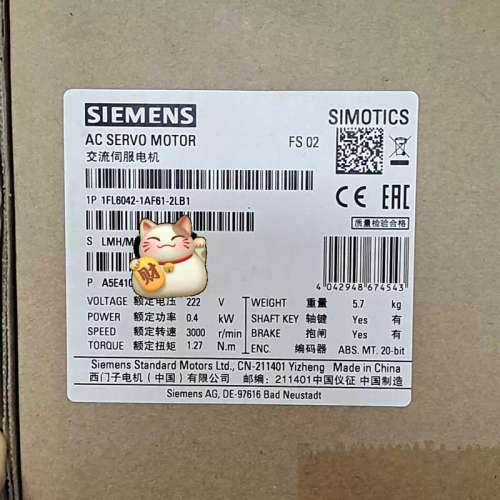 SIEMENS
SIMOTICS
AC SERVO MOTOR
FS 02
交流伺服电机
1P 1FL6042-1AF61-2LB1
CE EAC
质量检验合格
S LMH/M
财
P A5E410
4 042948 674543
VOLTAGE 额定电压 222 V
WEIGHT 重量 5.7 kg
POWER 额定功率 0.4 kW
SHAFT KEY 轴键 Yes 有
SPEED 额定转速 3000 r/min
BRAKE 抱闸 Yes 有
TORQUE 额定扭矩 1.27 N.m
ENC. 编码器 ABS. MT. 20-bit
Siemens Standard Motors Ltd., CN-211401 Yizheng Made in China
西门子电机（中国）有限公司 邮编：211401中国仪征 中国制造
Siemens AG, DE-97616 Bad Neustadt